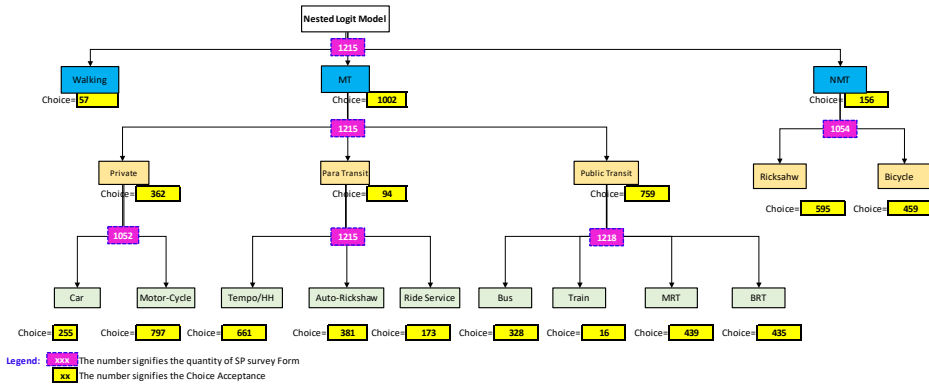 Nested Logit Model
1215
Walking MT NMT
Choice= 57 Choice= 1002 Choice= 156
1215 1054
Private Para Transit Public Transit Ricksahw Bicycle
Choice= 362 Choice= 94 Choice= 759
Choice= 595 Choice= 459
1052 1215 1218
Car Motor-Cycle Tempo/HH Auto-Rickshaw Ride Service Bus Train MRT BRT
Choice= 255 Choice= 797 Choice= 661 Choice= 381 Choice= 173 Choice= 328 Choice= 16 Choice= 439 Choice= 435
Legend: xxx The number signifies the quantity of SP survey Form
xx The number signifies the Choice Acceptance